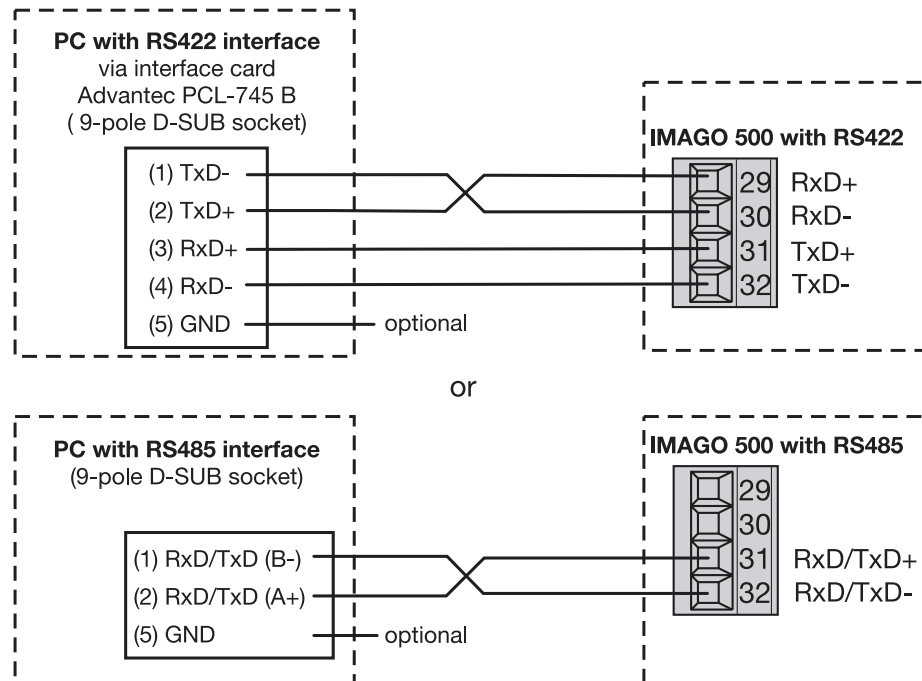 PC with RS422 interface
via interface card
Advantec PCL-745 B
( 9-pole D-SUB socket)
(1) TxD-
(2) TxD+
(3) RxD+
(4) RxD-
(5) GND
optional
IMAGO 500 with RS422
29 RxD+
30 RxD-
31 TxD+
32 TxD-
or
PC with RS485 interface
(9-pole D-SUB socket)
(1) RxD/TxD (B-)
(2) RxD/TxD (A+)
(5) GND
optional
IMAGO 500 with RS485
29
30
31 RxD/TxD+
32 RxD/TxD-